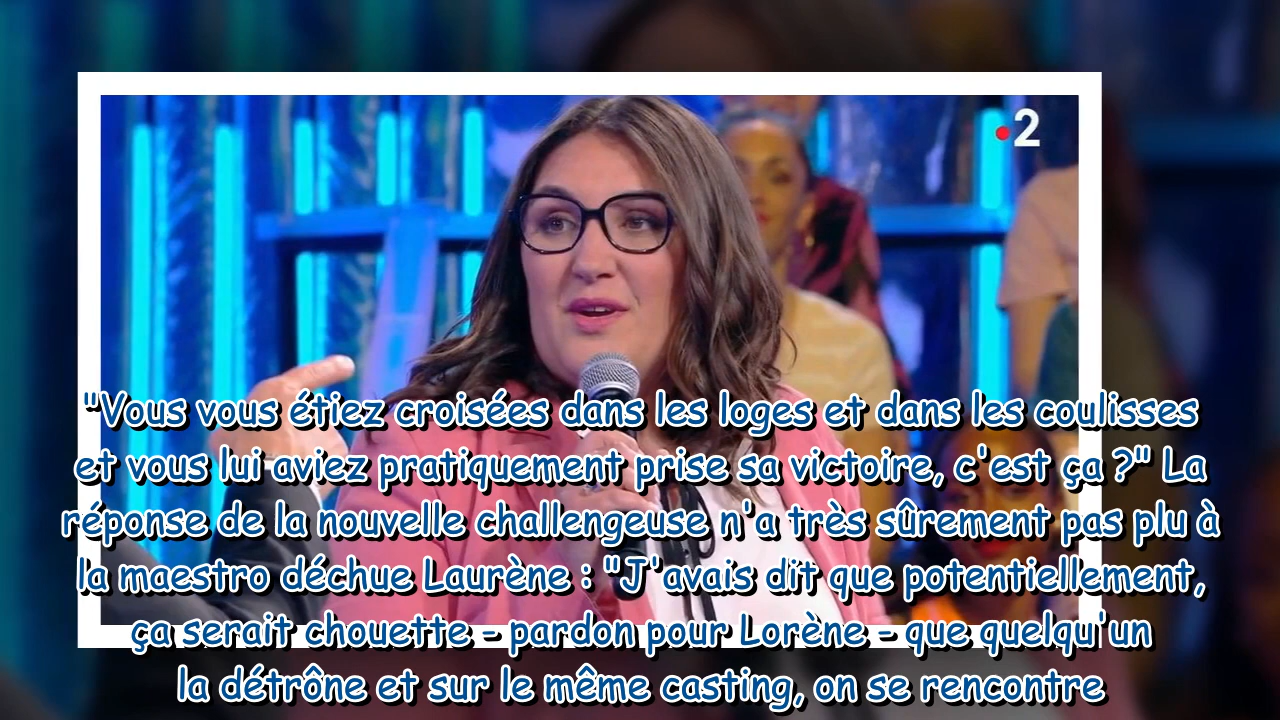 2
"Vous vous étiez croisées dans les loges et dans les coulisses
et vous lui aviez pratiquement prise sa victoire, c'est ça ?" La
réponse de la nouvelle challengeuse n'a très sûrement pas plu à
la maestro déchue Laurène : "J'avais dit que potentiellement,
ça serait chouette - pardon pour Lorène - que quelqu'un
la détrône et sur le même casting, on se rencontre